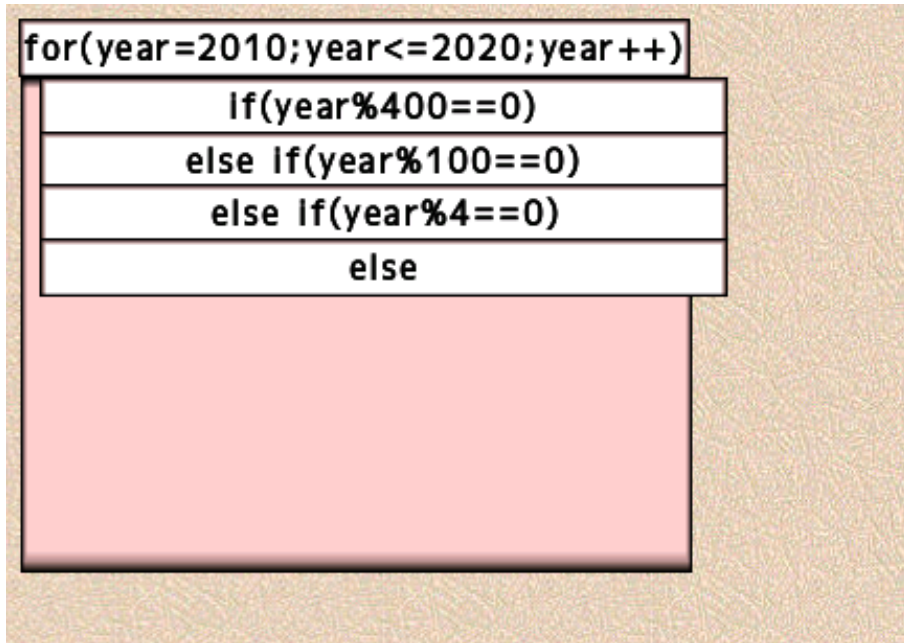 for(year=2010;year<=2020;year++)
if(year%400==0)
else if(year%100==0)
else if(year%4==0)
else